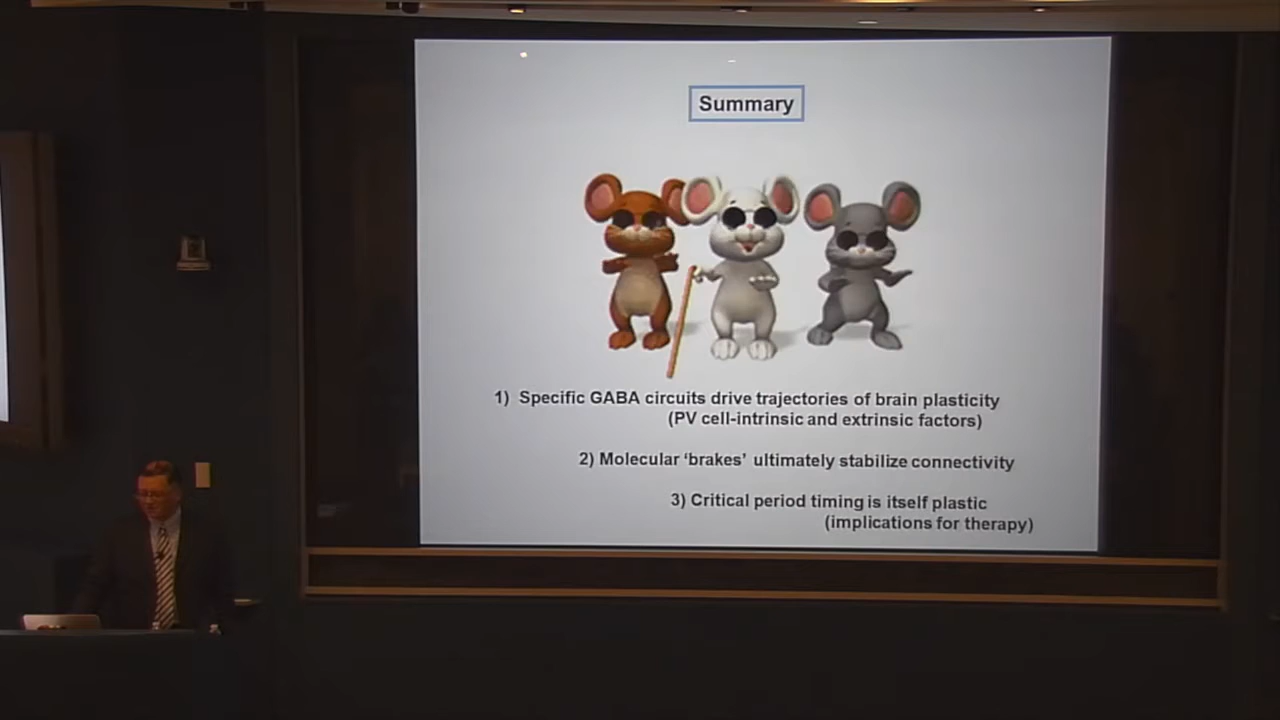 Summary
1) Specific GABA circuits drive trajectories of brain plasticity
(PV cell-intrinsic and extrinsic factors)
2) Molecular ‘brakes’ ultimately stabilize connectivity
3) Critical period timing is itself plastic
(implications for therapy)